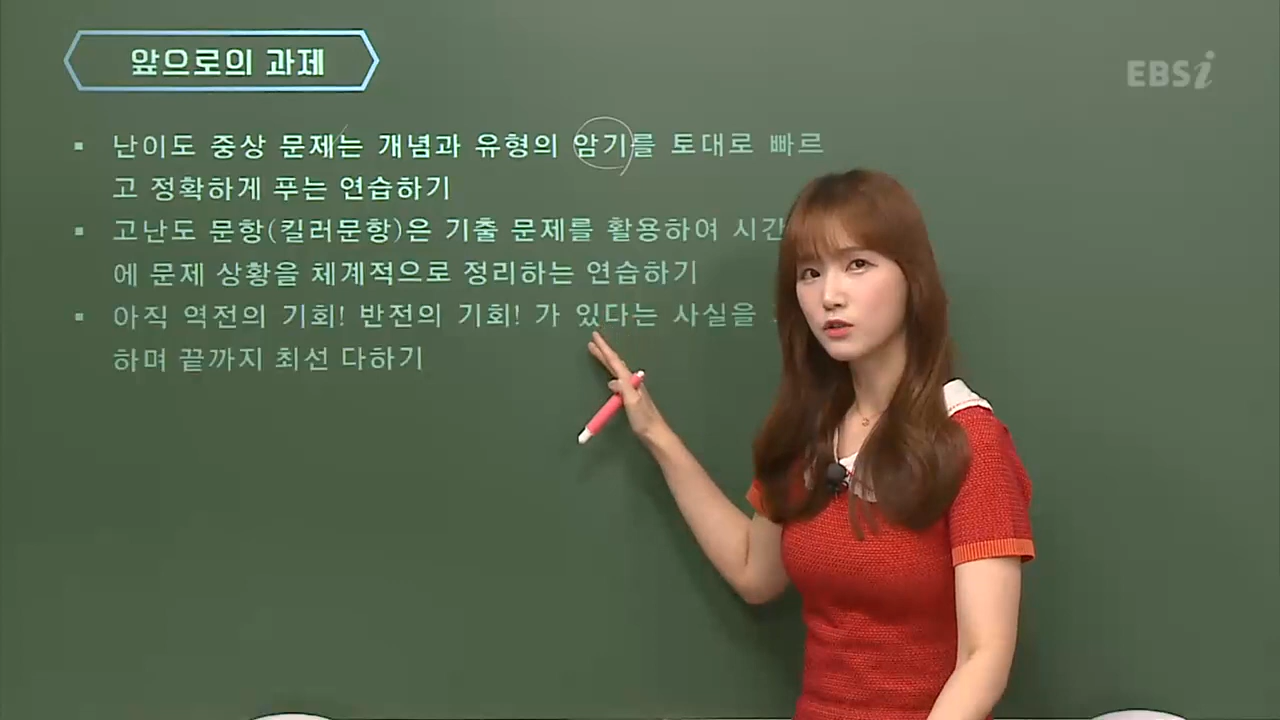 앞으로의 과제
EBSi
▪ 난이도 중상 문제는 개념과 유형의 암기를 토대로 빠르
고 정확하게 푸는 연습하기
▪ 고난도 문항(킬러문항)은 기출 문제를 활용하여 시간
에 문제 상황을 체계적으로 정리하는 연습하기
▪ 아직 역전의 기회! 반전의 기회! 가 있다는 사실을
하며 끝까지 최선 다하기